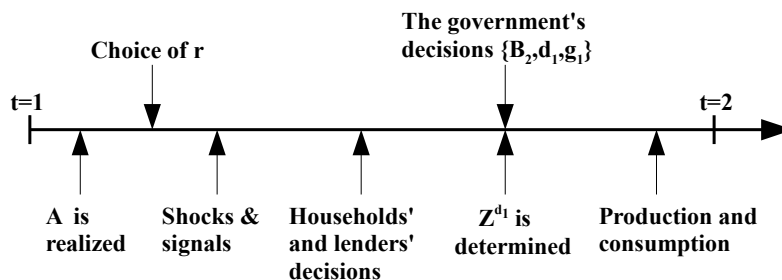 The government's
decisions {B₂,d₁,g₁}
Choice of r
t=1
t=2
A is
realized
Shocks &
signals
Households'
and lenders'
decisions
Z^d₁ is
determined
Production and
consumption